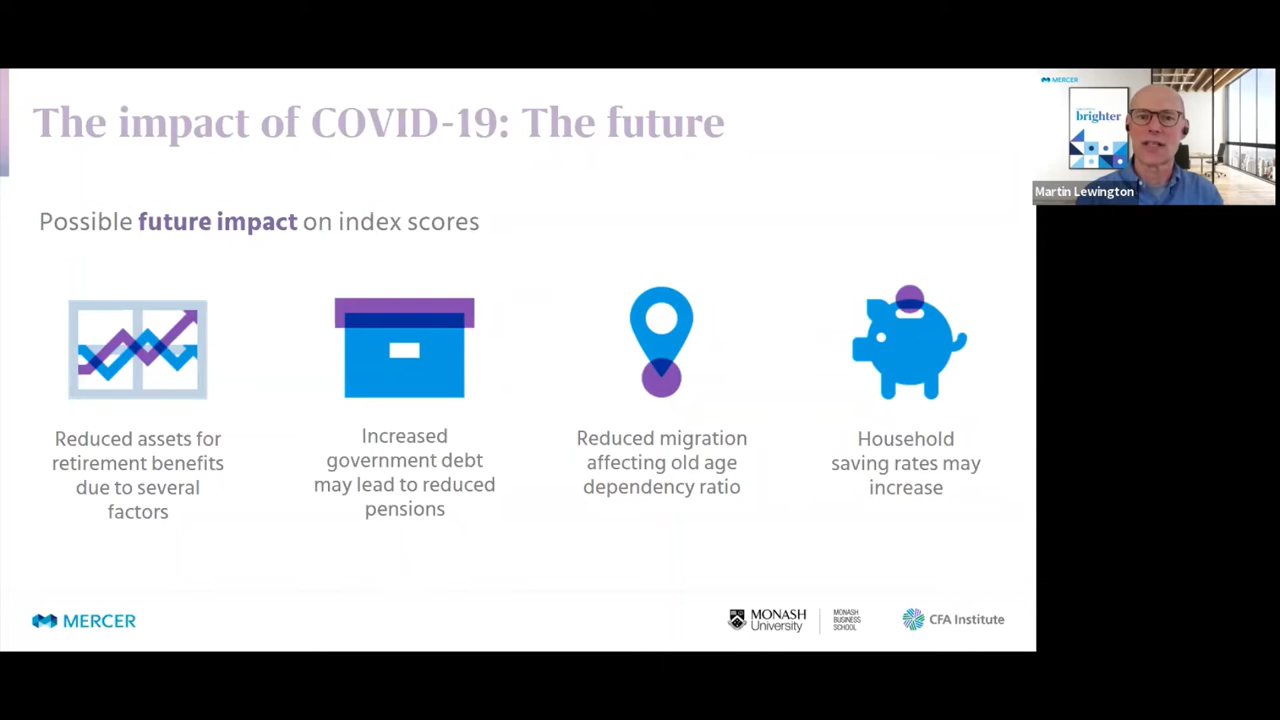 The impact of COVID-19: The future
Possible future impact on index scores
Reduced assets for
retirement benefits
due to several
factors
Increased
government debt
may lead to reduced
pensions
Reduced migration
affecting old age
dependency ratio
Household
saving rates may
increase
MERCER
MONASH
University
MONASH
BUSINESS
SCHOOL
CFA Institute
MERCER
brighter
Martin Lewington